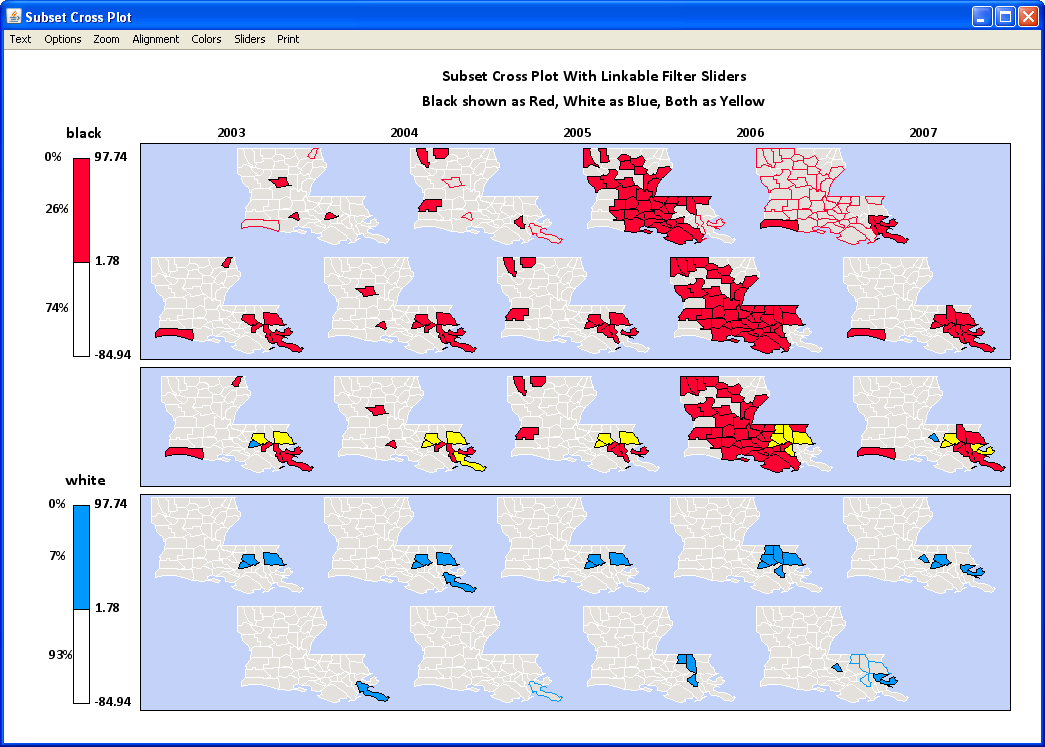 Subset Cross Plot
Text Options Zoom Alignment Colors Sliders Print
Subset Cross Plot With Linkable Filter Sliders
Black shown as Red, White as Blue, Both as Yellow
black 2003 2004 2005 2006 2007
0% 97.74
26%
1.78
74%
-84.94
white
0% 97.74
7%
1.78
93%
-84.94